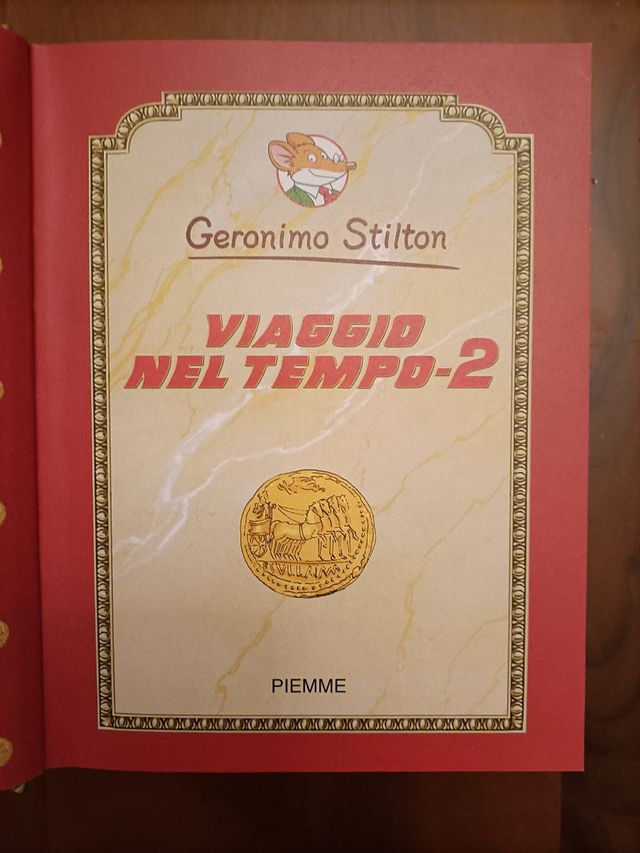 Geronimo Stilton
VIAGGIO
NEL TEMPO-2
PIEMME